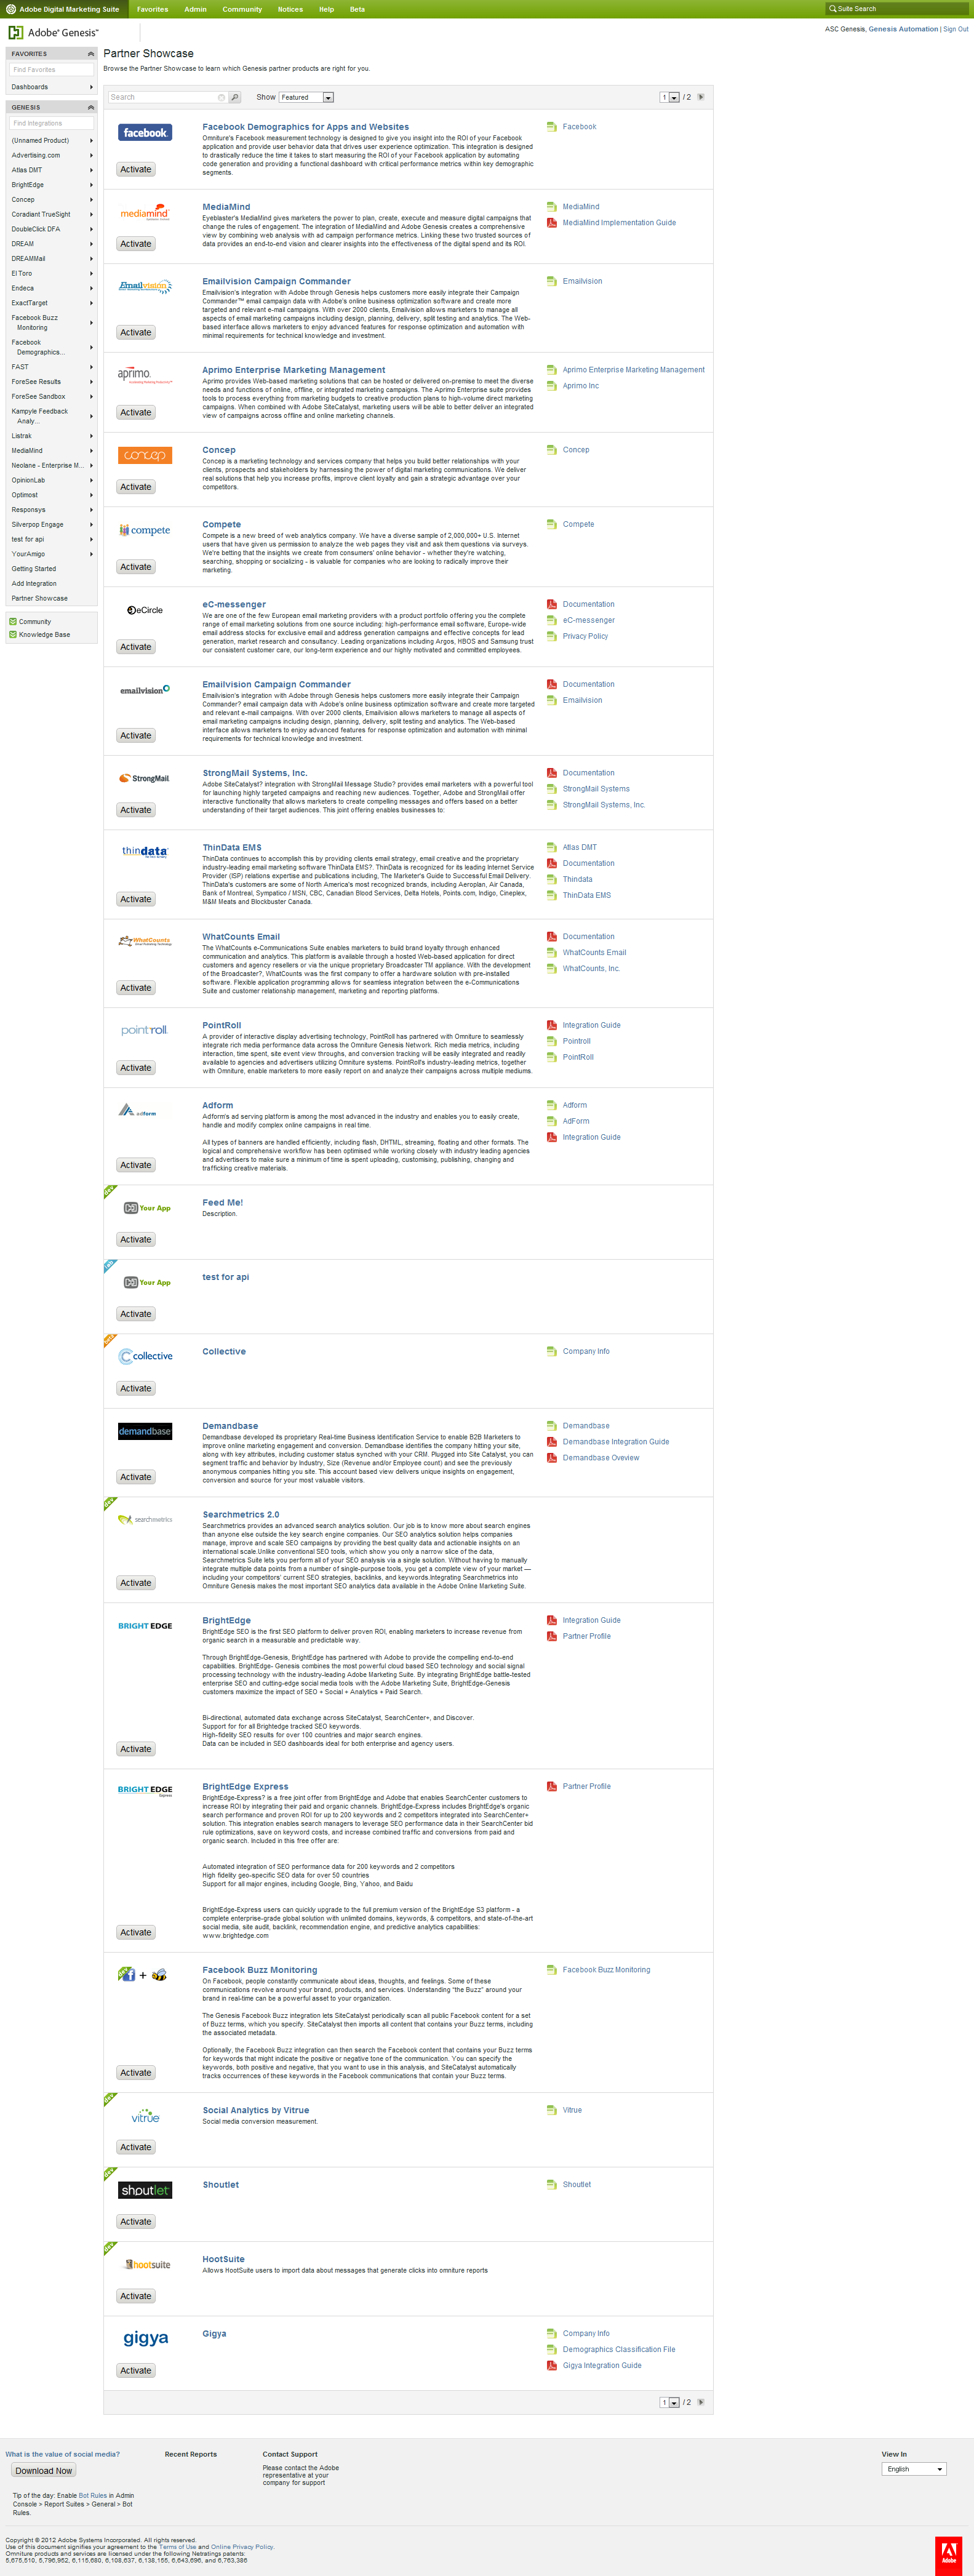 Adobe Digital Marketing Suite Favorites Admin Community Notices Help Beta Suite Search
Adobe® Genesis™
ASC Genesis, Genesis Automation | Sign Out
FAVORITES
Find Favorites
Dashboards
GENESIS
Find Integrations
(Unnamed Product)
Advertising.com
Atlas DMT
BrightEdge
Concep
Coradiant TrueSight
DoubleClick DFA
DREAM
DREAMMail
El Toro
Endeca
ExactTarget
Facebook Buzz
Monitoring
Facebook
Demographics...
FAST
ForeSee Results
ForeSee Sandbox
Kampyle Feedback
Analy...
Listrak
MediaMind
Neolane - Enterprise M...
OpinionLab
Optimost
Responsys
Silverpop Engage
test for api
YourAmigo
Getting Started
Add Integration
Partner Showcase
Community
Knowledge Base
Partner Showcase
Browse the Partner Showcase to learn which Genesis partner products are right for you.
Search Show Featured 1 / 2
facebook.
Activate
Facebook Demographics for Apps and Websites
Omniture's Facebook measurement technology is designed to give you insight into the ROI of your Facebook
application and provide user behavior data that drives user experience optimization. This integration is designed
to drastically reduce the time it takes to start measuring the ROI of your Facebook application by automating
code generation and providing a functional dashboard with critical performance metrics within key demographic
segments.
Facebook
mediamind
Activate
MediaMind
Eyeblaster's MediaMind gives marketers the power to plan, create, execute and measure digital campaigns that
change the rules of engagement. The integration of MediaMind and Adobe Genesis creates a comprehensive
view by combining web analysis with ad campaign performance metrics. Linking these two trusted sources of
data provides an end-to-end vision and clearer insights into the effectiveness of the digital spend and its ROI.
MediaMind
MediaMind Implementation Guide
Emailvision
Activate
Emailvision Campaign Commander
Emailvision's integration with Adobe through Genesis helps customers more easily integrate their Campaign
Commander™ email campaign data with Adobe's online business optimization software and create more
targeted and relevant e-mail campaigns. With over 2000 clients, Emailvision allows marketers to manage all
aspects of email marketing campaigns including design, planning, delivery, split testing and analytics. The Web-
based interface allows marketers to enjoy advanced features for response optimization and automation with
minimal requirements for technical knowledge and investment.
Emailvision
aprimo
Activate
Aprimo Enterprise Marketing Management
Aprimo provides Web-based marketing solutions that can be hosted or delivered on-premise to meet the diverse
needs and functions of online, offline, or integrated marketing campaigns. The Aprimo Enterprise suite provides
tools to process everything from marketing budgets to creative production plans to high-volume direct marketing
campaigns. When combined with Adobe SiteCatalyst, marketing users will be able to better deliver an integrated
view of campaigns across offline and online marketing channels.
Aprimo Enterprise Marketing Management
Aprimo Inc
concep
Activate
Concep
Concep is a marketing technology and services company that helps you build better relationships with your
clients, prospects and stakeholders by harnessing the power of digital marketing communications. We deliver
real solutions that help you increase profits, improve client loyalty and gain a strategic advantage over your
competitors.
Concep
compete
Activate
Compete
Compete is a new breed of web analytics company. We have a diverse sample of 2,000,000+ U.S. Internet
users that have given us permission to analyze the web pages they visit and ask them questions via surveys.
We're betting that the insights we create from consumers' online behavior - whether they're watching,
searching, shopping or socializing - is valuable for companies who are looking to radically improve their
marketing.
Compete
eCircle
Activate
eC-messenger
We are one of the few European email marketing providers with a product portfolio offering you the complete
range of email marketing solutions from one source including: high-performance email software, Europe-wide
email address stocks for exclusive email and address generation campaigns and effective concepts for lead
generation, market research and consultancy. Leading organizations including Argos, HBOS and Samsung trust
our consistent customer care, our long-term experience and our highly motivated and committed employees.
Documentation
eC-messenger
Privacy Policy
emailvision
Activate
Emailvision Campaign Commander
Emailvision's integration with Adobe through Genesis helps customers more easily integrate their Campaign
Commander? email campaign data with Adobe's online business optimization software and create more targeted
and relevant e-mail campaigns. With over 2000 clients, Emailvision allows marketers to manage all aspects of
email marketing campaigns including design, planning, delivery, split testing and analytics. The Web-based
interface allows marketers to enjoy advanced features for response optimization and automation with minimal
requirements for technical knowledge and investment.
Documentation
Emailvision
StrongMail
Activate
StrongMail Systems, Inc.
Adobe SiteCatalyst? integration with StrongMail Message Studio? provides email marketers with a powerful tool
for launching highly targeted campaigns and reaching new audiences. Together, Adobe and StrongMail offer
interactive functionality that allows marketers to create compelling messages and offers based on a better
understanding of their target audiences. This joint offering enables businesses to:
Documentation
StrongMail Systems
StrongMail Systems, Inc.
thindata
Activate
ThinData EMS
ThinData continues to accomplish this by providing clients email strategy, email creative and the proprietary
industry-leading email marketing software ThinData EMS?. ThinData is recognized for its leading Internet Service
Provider (ISP) relations expertise and publications including, The Marketer's Guide to Successful Email Delivery.
ThinData's customers are some of North America's most recognized brands, including Aeroplan, Air Canada,
Bank of Montreal, Sympatico / MSN, CBC, Canadian Blood Services, Delta Hotels, Points.com, Indigo, Cineplex,
M&M Meats and Blockbuster Canada.
Atlas DMT
Documentation
Thindata
ThinData EMS
WhatCounts
Activate
WhatCounts Email
The WhatCounts e-Communications Suite enables marketers to build brand loyalty through enhanced
communication and analytics. This platform is available through a hosted Web-based application for direct
customers and agency resellers or via the unique proprietary Broadcaster TM appliance. With the development
of the Broadcaster?, WhatCounts was the first company to offer a hardware solution with pre-installed
software. Flexible application programming allows for seamless integration between the e-Communications
Suite and customer relationship management, marketing and reporting platforms.
Documentation
WhatCounts Email
WhatCounts, Inc.
pointroll
Activate
PointRoll
A provider of interactive display advertising technology, PointRoll has partnered with Omniture to seamlessly
integrate rich media performance data across the Omniture Genesis Network. Rich media metrics, including
interaction, time spent, site event view throughs, and conversion tracking will be easily integrated and readily
available to agencies and advertisers utilizing Omniture systems. PointRoll's industry-leading metrics, together
with Omniture, enable marketers to more easily report on and analyze their campaigns across multiple mediums.
Integration Guide
Pointroll
PointRoll
adform
Activate
Adform
Adform's ad serving platform is among the most advanced in the industry and enables you to easily create,
handle and modify complex online campaigns in real time.
All types of banners are handled efficiently, including flash, DHTML, streaming, floating and other formats. The
logical and comprehensive workflow has been optimised while working closely with industry leading agencies
and advertisers to make sure a minimum of time is spent uploading, customising, publishing, changing and
trafficking creative materials.
Adform
AdForm
Integration Guide
Your App
Activate
Feed Me!
Description.
Your App
Activate
test for api
collective
Activate
Collective
Company Info
demandbase
Activate
Demandbase
Demandbase developed its proprietary Real-time Business Identification Service to enable B2B Marketers to
improve online marketing engagement and conversion. Demandbase identifies the company hitting your site,
along with key attributes, including customer status synched with your CRM. Plugged into Site Catalyst, you can
segment traffic and behavior by Industry, Size (Revenue and/or Employee count) and see the previously
anonymous companies hitting you site. This account based view delivers unique insights on engagement,
conversion and source for your most valuable visitors.
Demandbase
Demandbase Integration Guide
Demandbase Oveview
searchmetrics
Activate
Searchmetrics 2.0
Searchmetrics provides an advanced search analytics solution. Our job is to know more about search engines
than anyone else outside the key search engine companies. Our SEO analytics solution helps companies
manage, improve and scale SEO campaigns by providing the best quality data and actionable insights on an
international scale.Unlike conventional SEO tools, which show you only a narrow slice of the data,
Searchmetrics Suite lets you perform all of your SEO analysis via a single solution. Without having to manually
integrate multiple data points from a number of single-purpose tools, you get a complete view of your market —
including your competitors' current SEO strategies, backlinks, and keywords.Integrating Searchmetrics into
Omniture Genesis makes the most important SEO analytics data available in the Adobe Online Marketing Suite.
BRIGHT EDGE
Activate
BrightEdge
BrightEdge SEO is the first SEO platform to deliver proven ROI, enabling marketers to increase revenue from
organic search in a measurable and predictable way.
Through BrightEdge-Genesis, BrightEdge has partnered with Adobe to provide the compelling end-to-end
capabilities. BrightEdge- Genesis combines the most powerful cloud based SEO technology and social signal
processing technology with the industry-leading Adobe Marketing Suite. By integrating BrightEdge battle-tested
enterprise SEO and cutting-edge social media tools with the Adobe Marketing Suite, BrightEdge-Genesis
customers maximize the impact of SEO + Social + Analytics + Paid Search.
Bi-directional, automated data exchange across SiteCatalyst, SearchCenter+, and Discover.
Support for for all Brightedge tracked SEO keywords.
High-fidelity SEO results for over 100 countries and major search engines.
Data can be included in SEO dashboards ideal for both enterprise and agency users.
Integration Guide
Partner Profile
BRIGHT EDGE
Express
Activate
BrightEdge Express
BrightEdge-Express? is a free joint offer from BrightEdge and Adobe that enables SearchCenter customers to
increase ROI by integrating their paid and organic channels. BrightEdge-Express includes BrightEdge's organic
search performance and proven ROI for up to 200 keywords and 2 competitors integrated into SearchCenter+
solution. This integration enables search managers to leverage SEO performance data in their SearchCenter bid
rule optimizations, save on keyword costs, and increase combined traffic and conversions from paid and
organic search. Included in this free offer are:
Automated integration of SEO performance data for 200 keywords and 2 competitors
High fidelity geo-specific SEO data for over 50 countries
Support for all major engines, including Google, Bing, Yahoo, and Baidu
BrightEdge-Express users can quickly upgrade to the full premium version of the BrightEdge S3 platform - a
complete enterprise-grade global solution with unlimited domains, keywords, & competitors, and state-of-the-art
social media, site audit, backlink, recommendation engine, and predictive analytics capabilities:
www.brightedge.com
Partner Profile
+
Activate
Facebook Buzz Monitoring
On Facebook, people constantly communicate about ideas, thoughts, and feelings. Some of these
communications revolve around your brand, products, and services. Understanding "the Buzz" around your
brand in real-time can be a powerful asset to your organization.
The Genesis Facebook Buzz integration lets SiteCatalyst periodically scan all public Facebook content for a set
of Buzz terms, which you specify. SiteCatalyst then imports all content that contains your Buzz terms, including
the associated metadata.
Optionally, the Facebook Buzz integration can then search the Facebook content that contains your Buzz terms
for keywords that might indicate the positive or negative tone of the communication. You can specify the
keywords, both positive and negative, that you want to use in this analysis, and SiteCatalyst automatically
tracks occurrences of these keywords in the Facebook communications that contain your Buzz terms.
Facebook Buzz Monitoring
vitrue
Activate
Social Analytics by Vitrue
Social media conversion measurement.
Vitrue
shoutlet
Activate
Shoutlet
Shoutlet
hootsuite
Activate
HootSuite
Allows HootSuite users to import data about messages that generate clicks into omniture reports
gigya
Activate
Gigya
Company Info
Demographics Classification File
Gigya Integration Guide
1 / 2
What is the value of social media?
Download Now
Tip of the day: Enable Bot Rules in Admin
Console > Report Suites > General > Bot
Rules.
Recent Reports
Contact Support
Please contact the Adobe
representative at your
company for support
View In
English
Copyright © 2012 Adobe Systems Incorporated. All rights reserved.
Use of this document signifies your agreement to the Terms of Use and Online Privacy Policy.
Omniture products and services are licensed under the following Netratings patents:
5,675,510, 5,796,952, 6,115,680, 6,108,637, 6,138,155, 6,643,696, and 6,763,386
Adobe